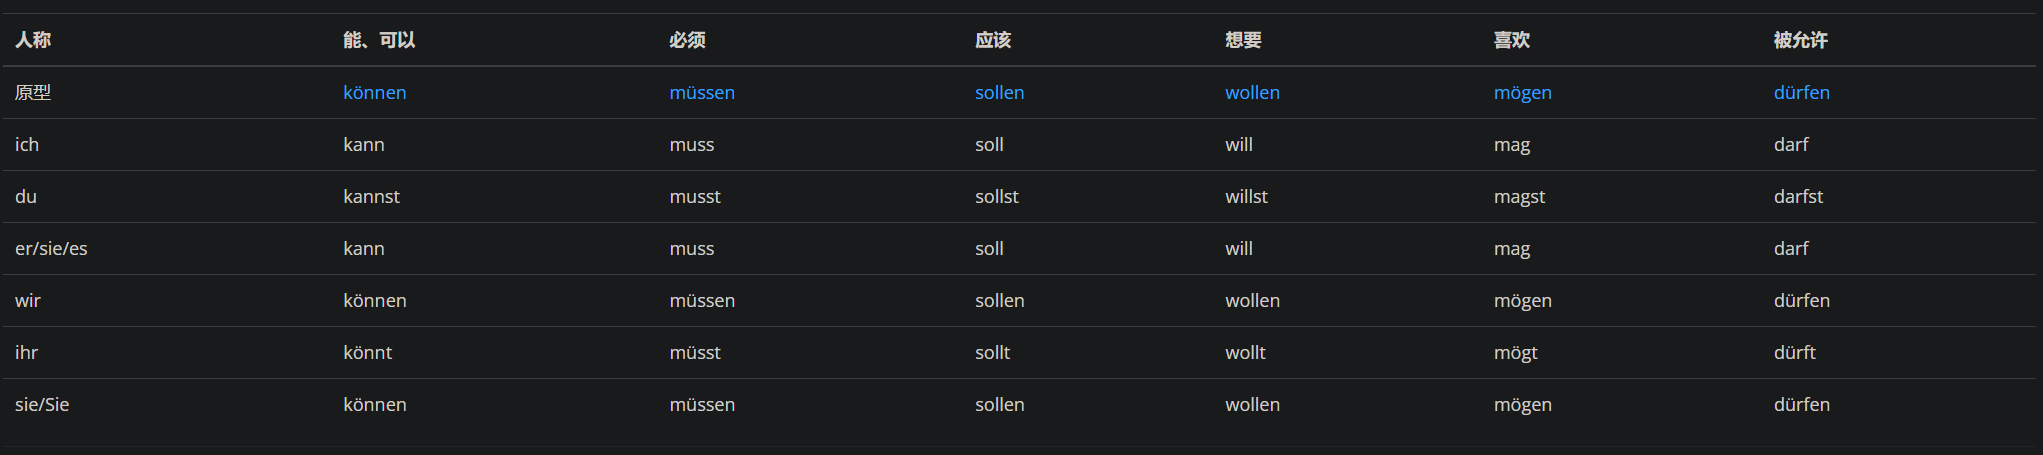 人称 能、可以 必须 应该 想要 喜欢 被允许
原型 können müssen sollen wollen mögen dürfen
ich kann muss soll will mag darf
du kannst musst sollst willst magst darfst
er/sie/es kann muss soll will mag darf
wir können müssen sollen wollen mögen dürfen
ihr könnt müsst sollt wollt mögt dürft
sie/Sie können müssen sollen wollen mögen dürfen